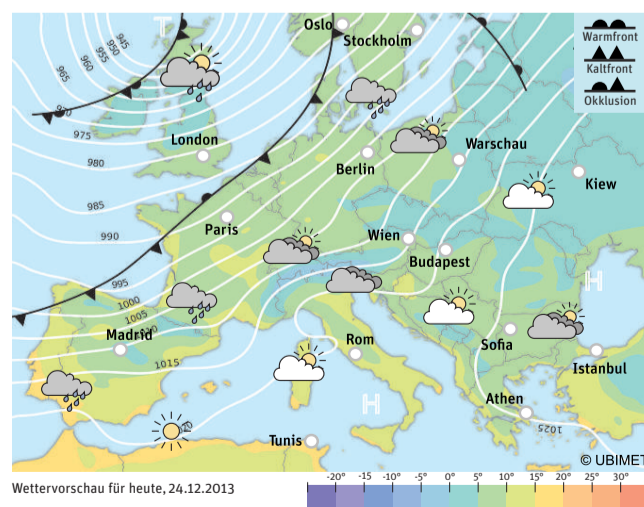 T
945
950
955
960
965
Oslo
Stockholm
Warmfront
Kaltfront
Okklusion
975
London
980
Berlin
Warschau
Kiew
985
Paris
990
Wien
Budapest
H
995
1000
1005
Madrid
1010
1015
Rom
Sofia
Istanbul
H
Athen
1025
Tunis
© UBIMET
Wettervorschau für heute, 24.12.2013
-20° -15° -10° -5° 0° 5° 10° 15° 20° 25° 30°